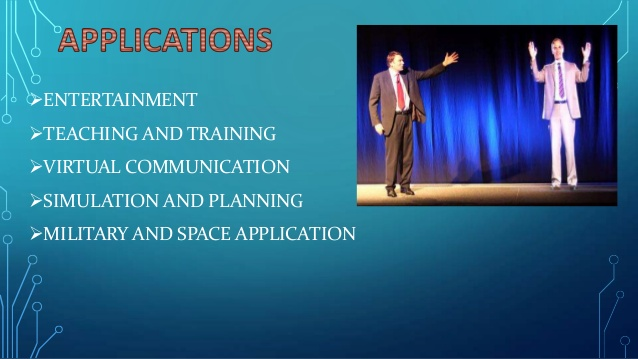 APPLICATIONS
➢ENTERTAINMENT
➢TEACHING AND TRAINING
➢VIRTUAL COMMUNICATION
➢SIMULATION AND PLANNING
➢MILITARY AND SPACE APPLICATION